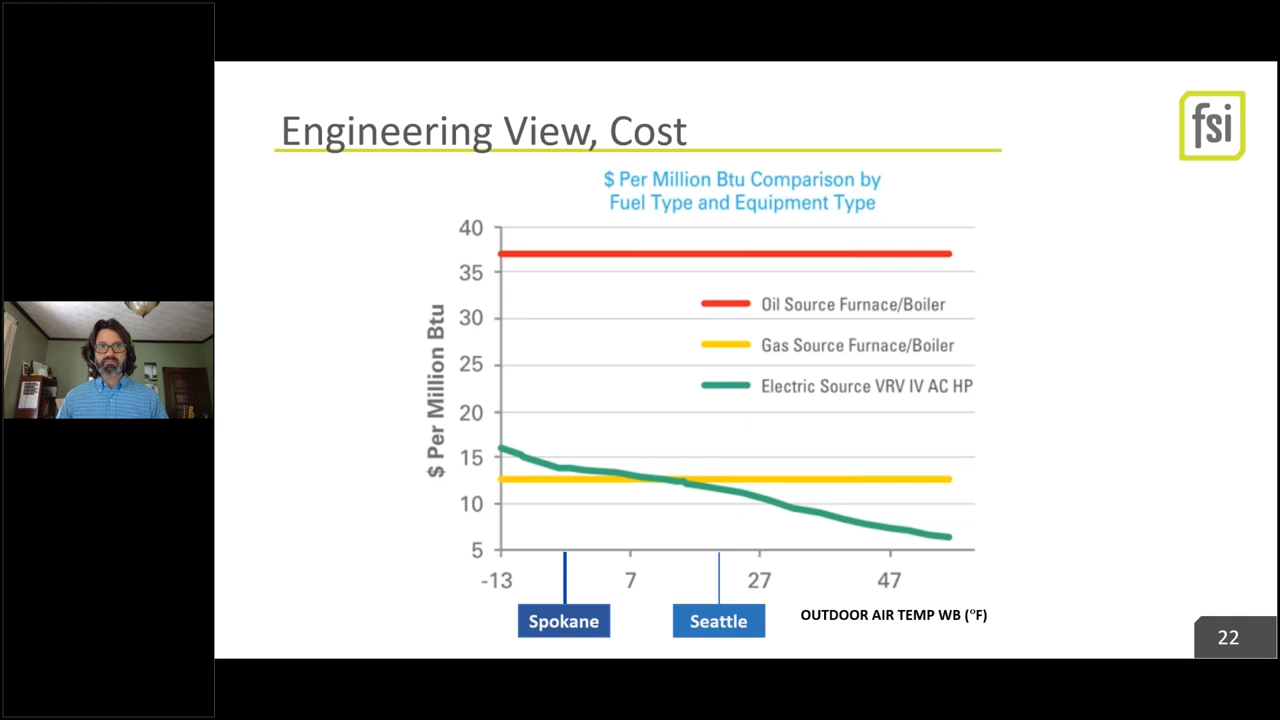 Engineering View, Cost
fsi
$ Per Million Btu Comparison by
Fuel Type and Equipment Type
$ Per Million Btu
40
35
30
25
20
15
10
5
Oil Source Furnace/Boiler
Gas Source Furnace/Boiler
Electric Source VRV IV AC HP
-13
7
27
47
Spokane
Seattle
OUTDOOR AIR TEMP WB (°F)
22